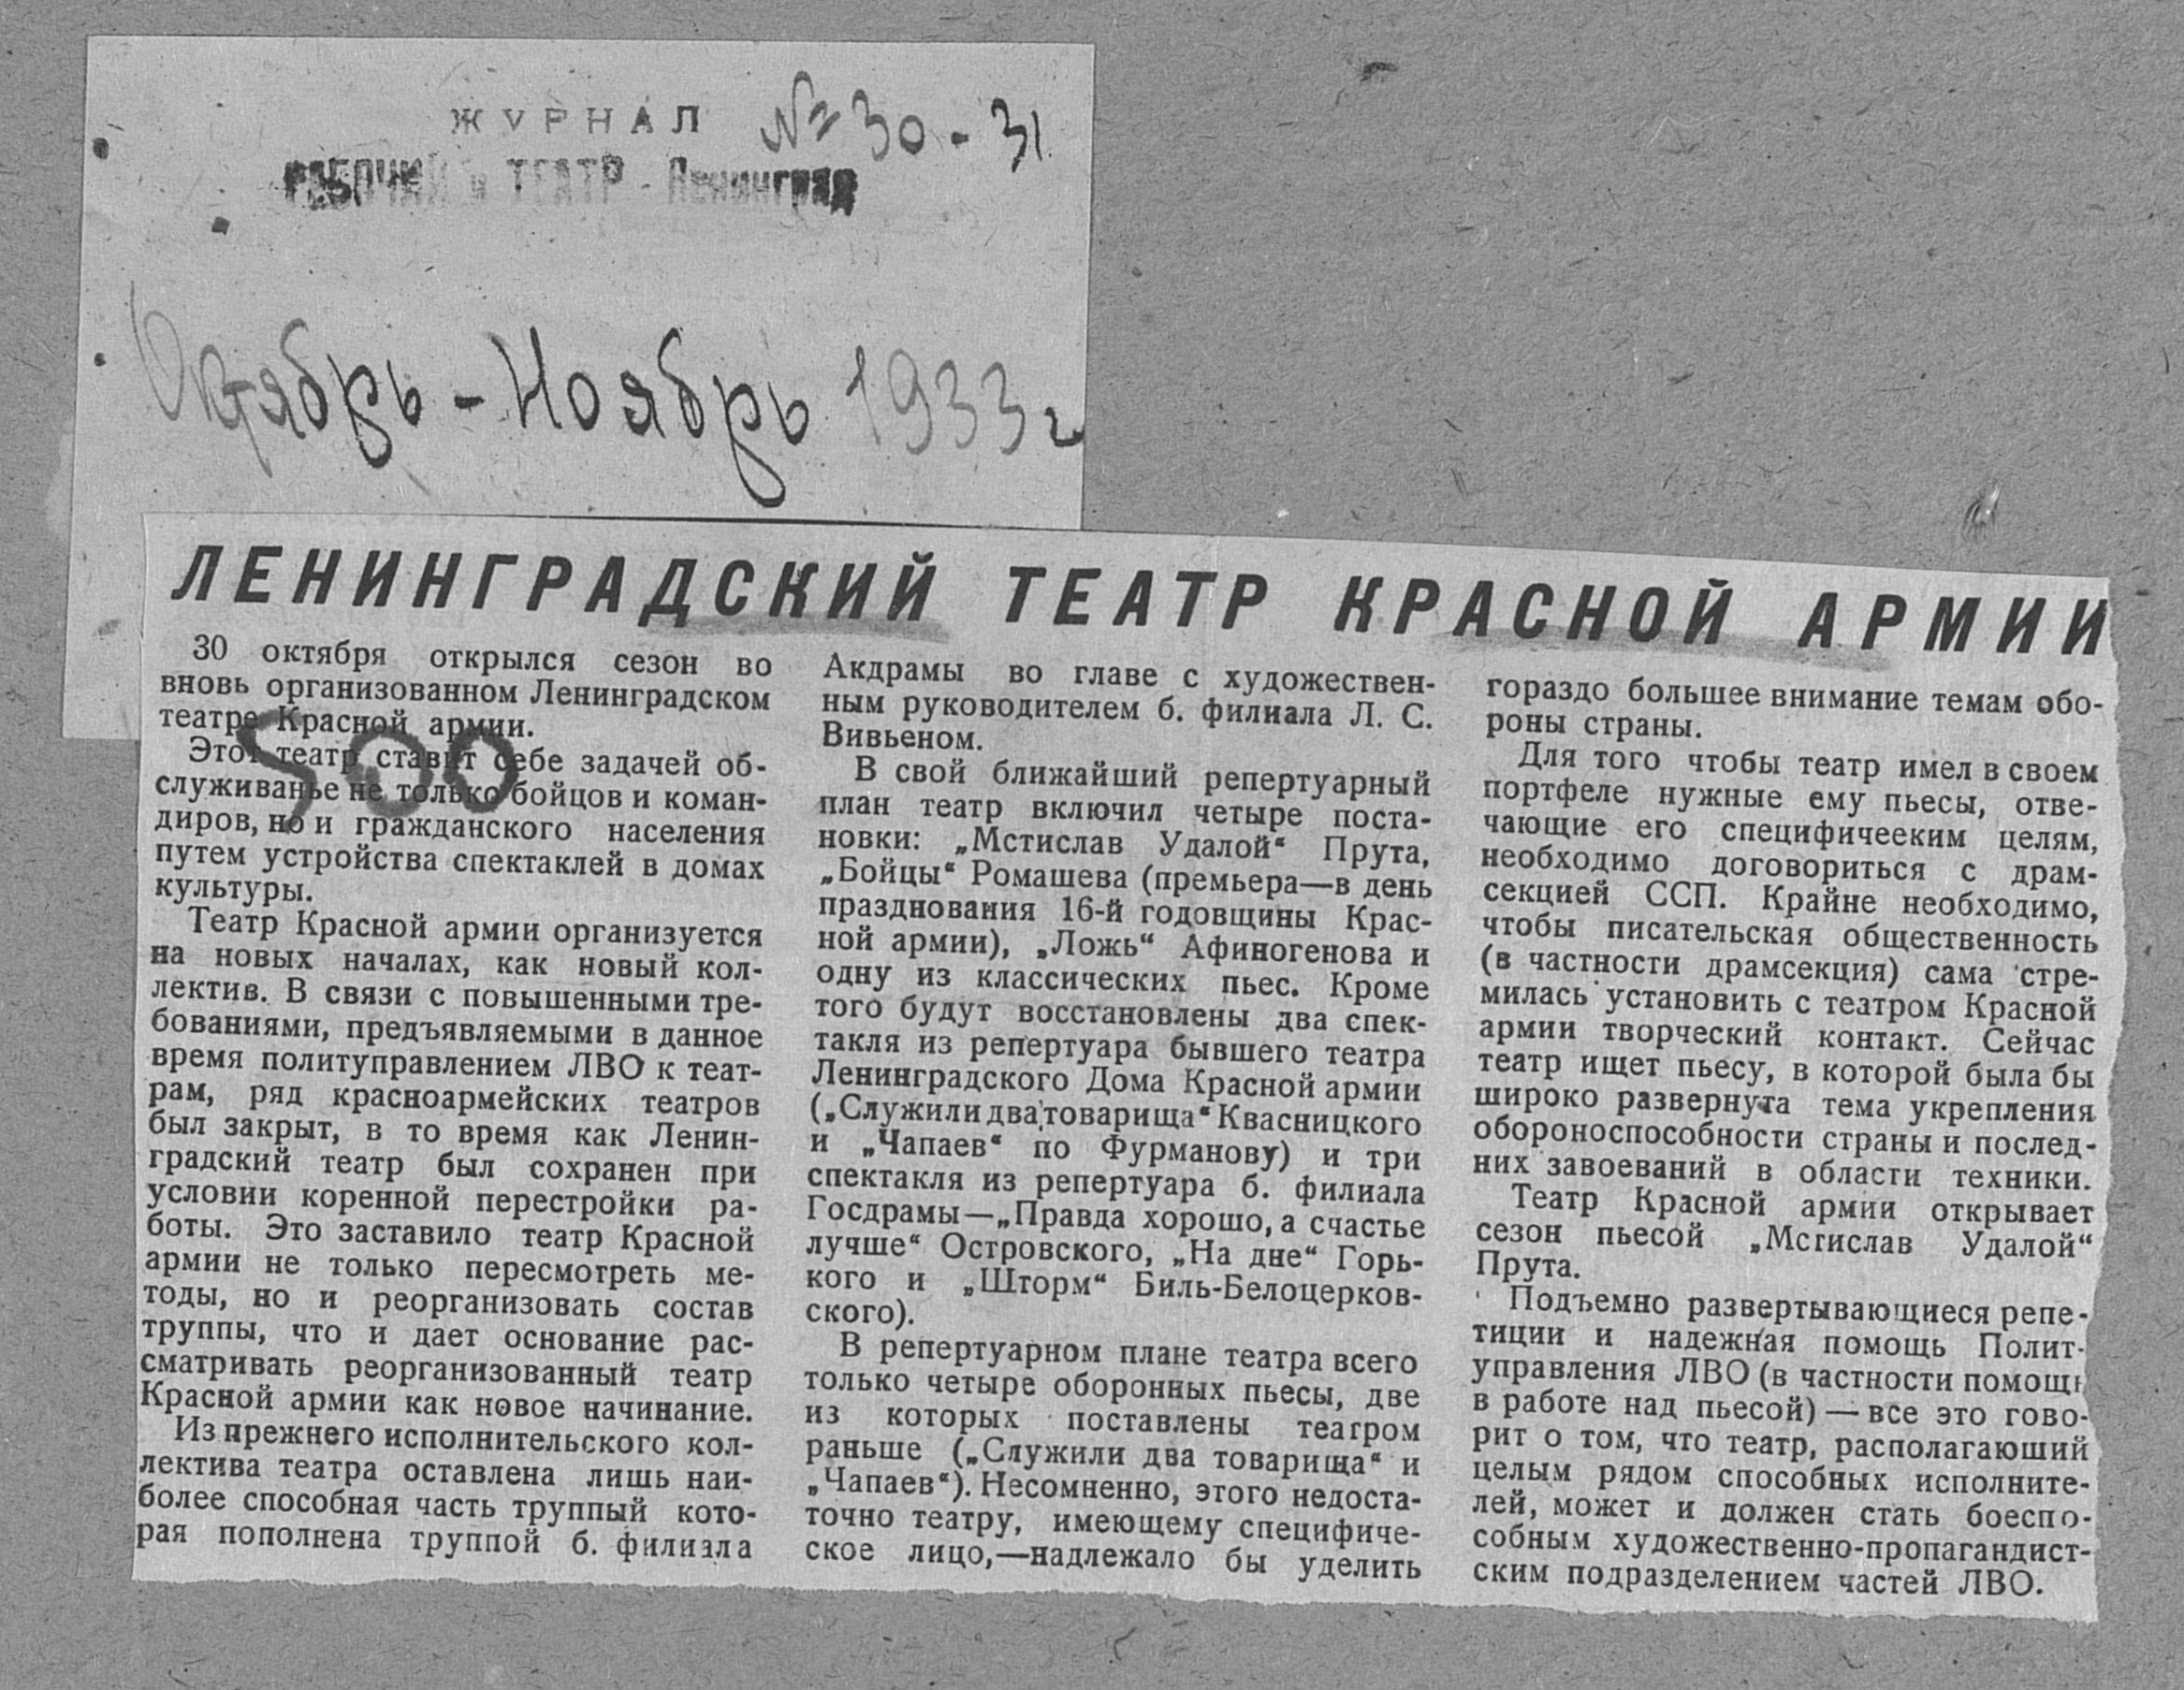 ЖУРНАЛ № 30-31
РАБОЧИЙ и ТЕАТР - Ленинград
Октябрь - Ноябрь 1933 г
ЛЕНИНГРАДСКИЙ ТЕАТР КРАСНОЙ АРМИИ
500
30 октября открылся сезон во
вновь организованном Ленинградском
театре Красной армии.
Этот театр ставит себе задачей об-
служиванье не только бойцов и коман-
диров, но и гражданского населения
путем устройства спектаклей в домах
культуры.
Театр Красной армии организуется
на новых началах, как новый кол-
лектив. В связи с повышенными тре-
бованиями, предъявляемыми в данное
время политуправлением ЛВО к теат-
рам, ряд красноармейских театров
был закрыт, в то время как Ленин-
градский театр был сохранен при
условии коренной перестройки ра-
боты. Это заставило театр Красной
армии не только пересмотреть ме-
тоды, но и реорганизовать состав
труппы, что и дает основание рас-
сматривать реорганизованный театр
Красной армии как новое начинание.
Из прежнего исполнительского кол-
лектива театра оставлена лишь наи-
более способная часть труппый кото-
рая пополнена труппой б. филиала
Акдрамы во главе с художествен-
ным руководителем б. филиала Л. С.
Вивьеном.
В свой ближайший репертуарный
план театр включил четыре поста-
новки: „Мстислав Удалой“ Прута,
„Бойцы“ Ромашева (премьера—в день
празднования 16-й годовщины Крас-
ной армии), „Ложь“ Афиногенова и
одну из классических пьес. Кроме
того будут восстановлены два спек-
такля из репертуара бывшего театра
Ленинградского Дома Красной армии
(„Служили два товарища“ Квасницкого
и „Чапаев“ по Фурманову) и три
спектакля из репертуара б. филиала
Госдрамы—„Правда хорошо, а счастье
лучше“ Островского, „На дне“ Горь-
кого и „Шторм“ Биль-Белоцерков-
ского).
В репертуарном плане театра всего
только четыре оборонных пьесы, две
из которых поставлены театром
раньше („Служили два товарища“ и
„Чапаев“). Несомненно, этого недоста-
точно театру, имеющему специфиче-
ское лицо,—надлежало бы уделить
гораздо большее внимание темам обо-
роны страны.
Для того чтобы театр имел в своем
портфеле нужные ему пьесы, отве-
чающие его специфичееким целям,
необходимо договориться с драм-
секцией ССП. Крайне необходимо,
чтобы писательская общественность
(в частности драмсекция) сама стре-
милась установить с театром Красной
армии творческий контакт. Сейчас
театр ищет пьесу, в которой была бы
широко развернута тема укрепления
обороноспособности страны и послед-
них завоеваний в области техники.
Театр Красной армии открывает
сезон пьесой „Мстислав Удалой“
Прута.
Подъемно развертывающиеся репе-
тиции и надежная помощь Полит-
управления ЛВО (в частности помощь
в работе над пьесой) — все это гово-
рит о том, что театр, располагаюший
целым рядом способных исполните-
лей, может и должен стать боеспо-
собным художественно-пропагандист-
ским подразделением частей ЛВО.